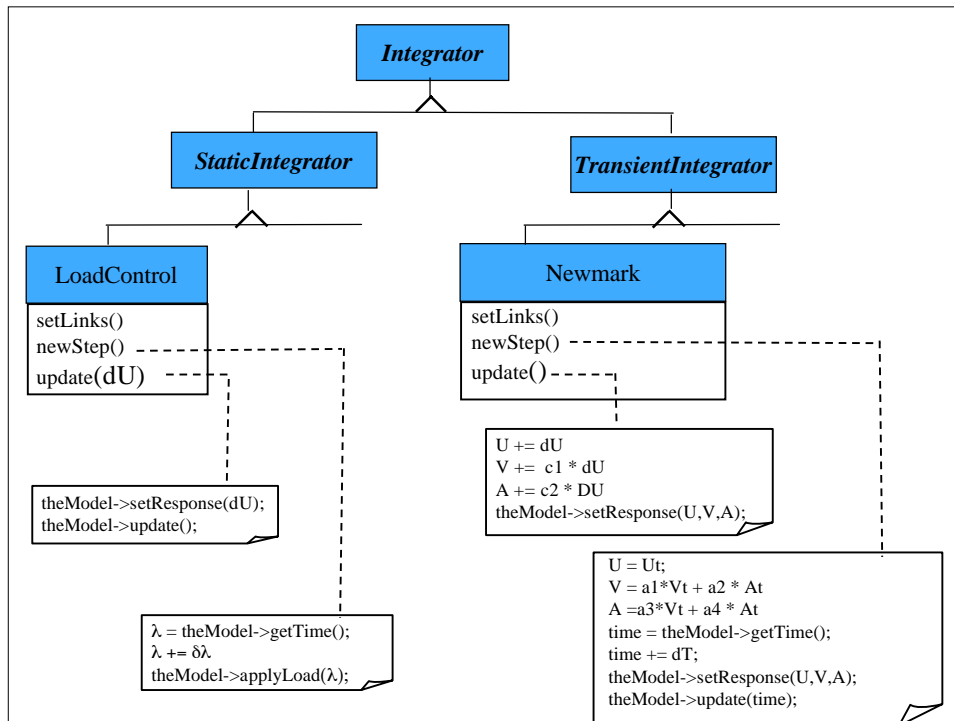 Integrator
StaticIntegrator
TransientIntegrator
LoadControl
setLinks()
newStep()
update(dU)
Newmark
setLinks()
newStep()
update()
U += dU
V += c1 * dU
A += c2 * DU
theModel->setResponse(U,V,A);
theModel->setResponse(dU);
theModel->update();
U = Ut;
V = a1*Vt + a2 * At
A =a3*Vt + a4 * At
time = theModel->getTime();
time += dT;
theModel->setResponse(U,V,A);
theModel->update(time);
λ = theModel->getTime();
λ += δλ
theModel->applyLoad(λ);